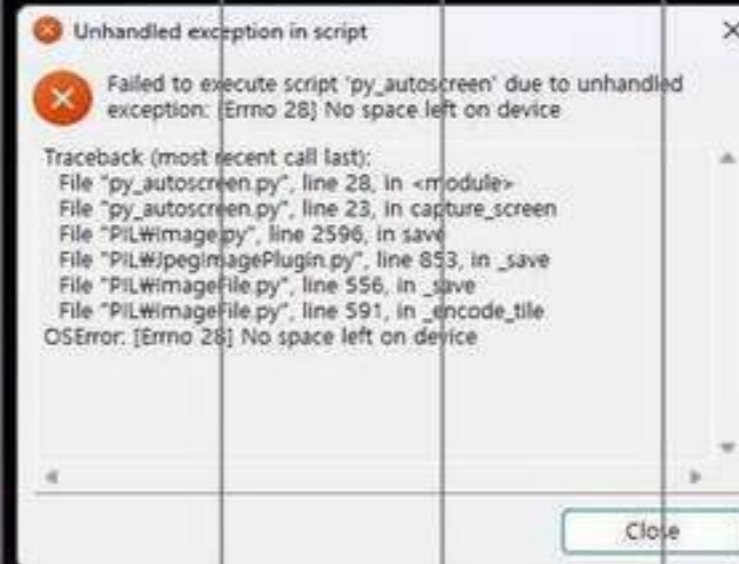 Unhandled exception in script
Failed to execute script 'py_autoscreen' due to unhandled
exception: [Errno 28] No space left on device
Traceback (most recent call last):
File "py_autoscreen.py", line 28, in <module>
File "py_autoscreen.py", line 23, in capture_screen
File "PIL₩Image.py", line 2596, in save
File "PIL₩JpegImagePlugin.py", line 853, in _save
File "PIL₩ImageFile.py", line 556, in _save
File "PIL₩ImageFile.py", line 591, in _encode_tile
OSError: [Errno 28] No space left on device
Close